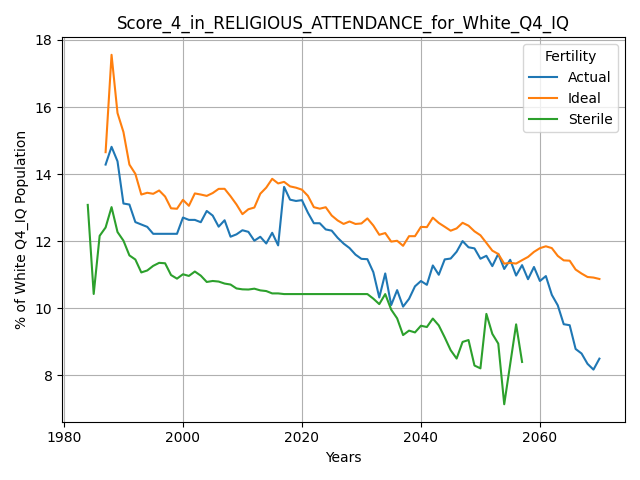 Score_4_in_RELIGIOUS_ATTENDANCE_for_White_Q4_IQ
18
16
14
12
10
8
% of White Q4_IQ Population
Fertility
Actual
Ideal
Sterile
1980
2000
2020
2040
2060
Years